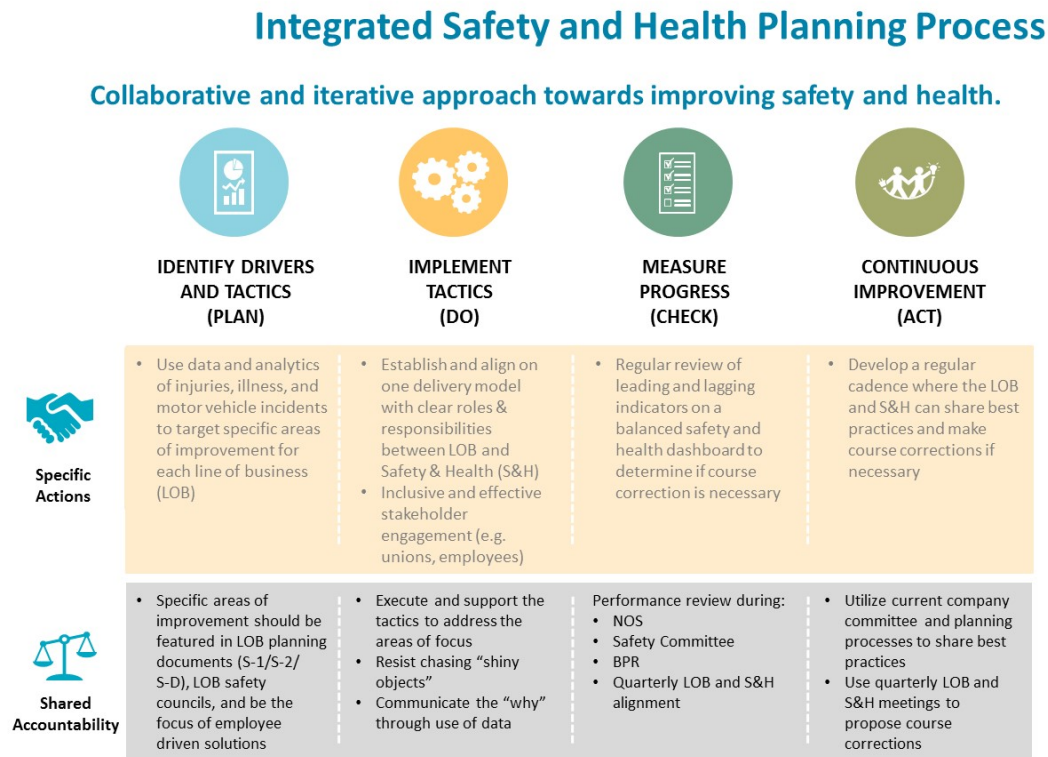 Integrated Safety and Health Planning Process
Collaborative and iterative approach towards improving safety and health.
IDENTIFY DRIVERS
AND TACTICS
(PLAN)
IMPLEMENT
TACTICS
(DO)
MEASURE
PROGRESS
(CHECK)
CONTINUOUS
IMPROVEMENT
(ACT)
Specific
Actions
• Use data and analytics
of injuries, illness, and
motor vehicle incidents
to target specific areas
of improvement for
each line of business
(LOB)
• Establish and align on
one delivery model
with clear roles &
responsibilities
between LOB and
Safety & Health (S&H)
• Inclusive and effective
stakeholder
engagement (e.g.
unions, employees)
• Regular review of
leading and lagging
indicators on a
balanced safety and
health dashboard to
determine if course
correction is necessary
• Develop a regular
cadence where the LOB
and S&H can share best
practices and make
course corrections if
necessary
Shared
Accountability
• Specific areas of
improvement should be
featured in LOB planning
documents (S-1/S-2/
S-D), LOB safety
councils, and be the
focus of employee
driven solutions
• Execute and support the
tactics to address the
areas of focus
• Resist chasing “shiny
objects”
• Communicate the “why”
through use of data
Performance review during:
• NOS
• Safety Committee
• BPR
• Quarterly LOB and S&H
alignment
• Utilize current company
committee and planning
processes to share best
practices
• Use quarterly LOB and
S&H meetings to
propose course
corrections